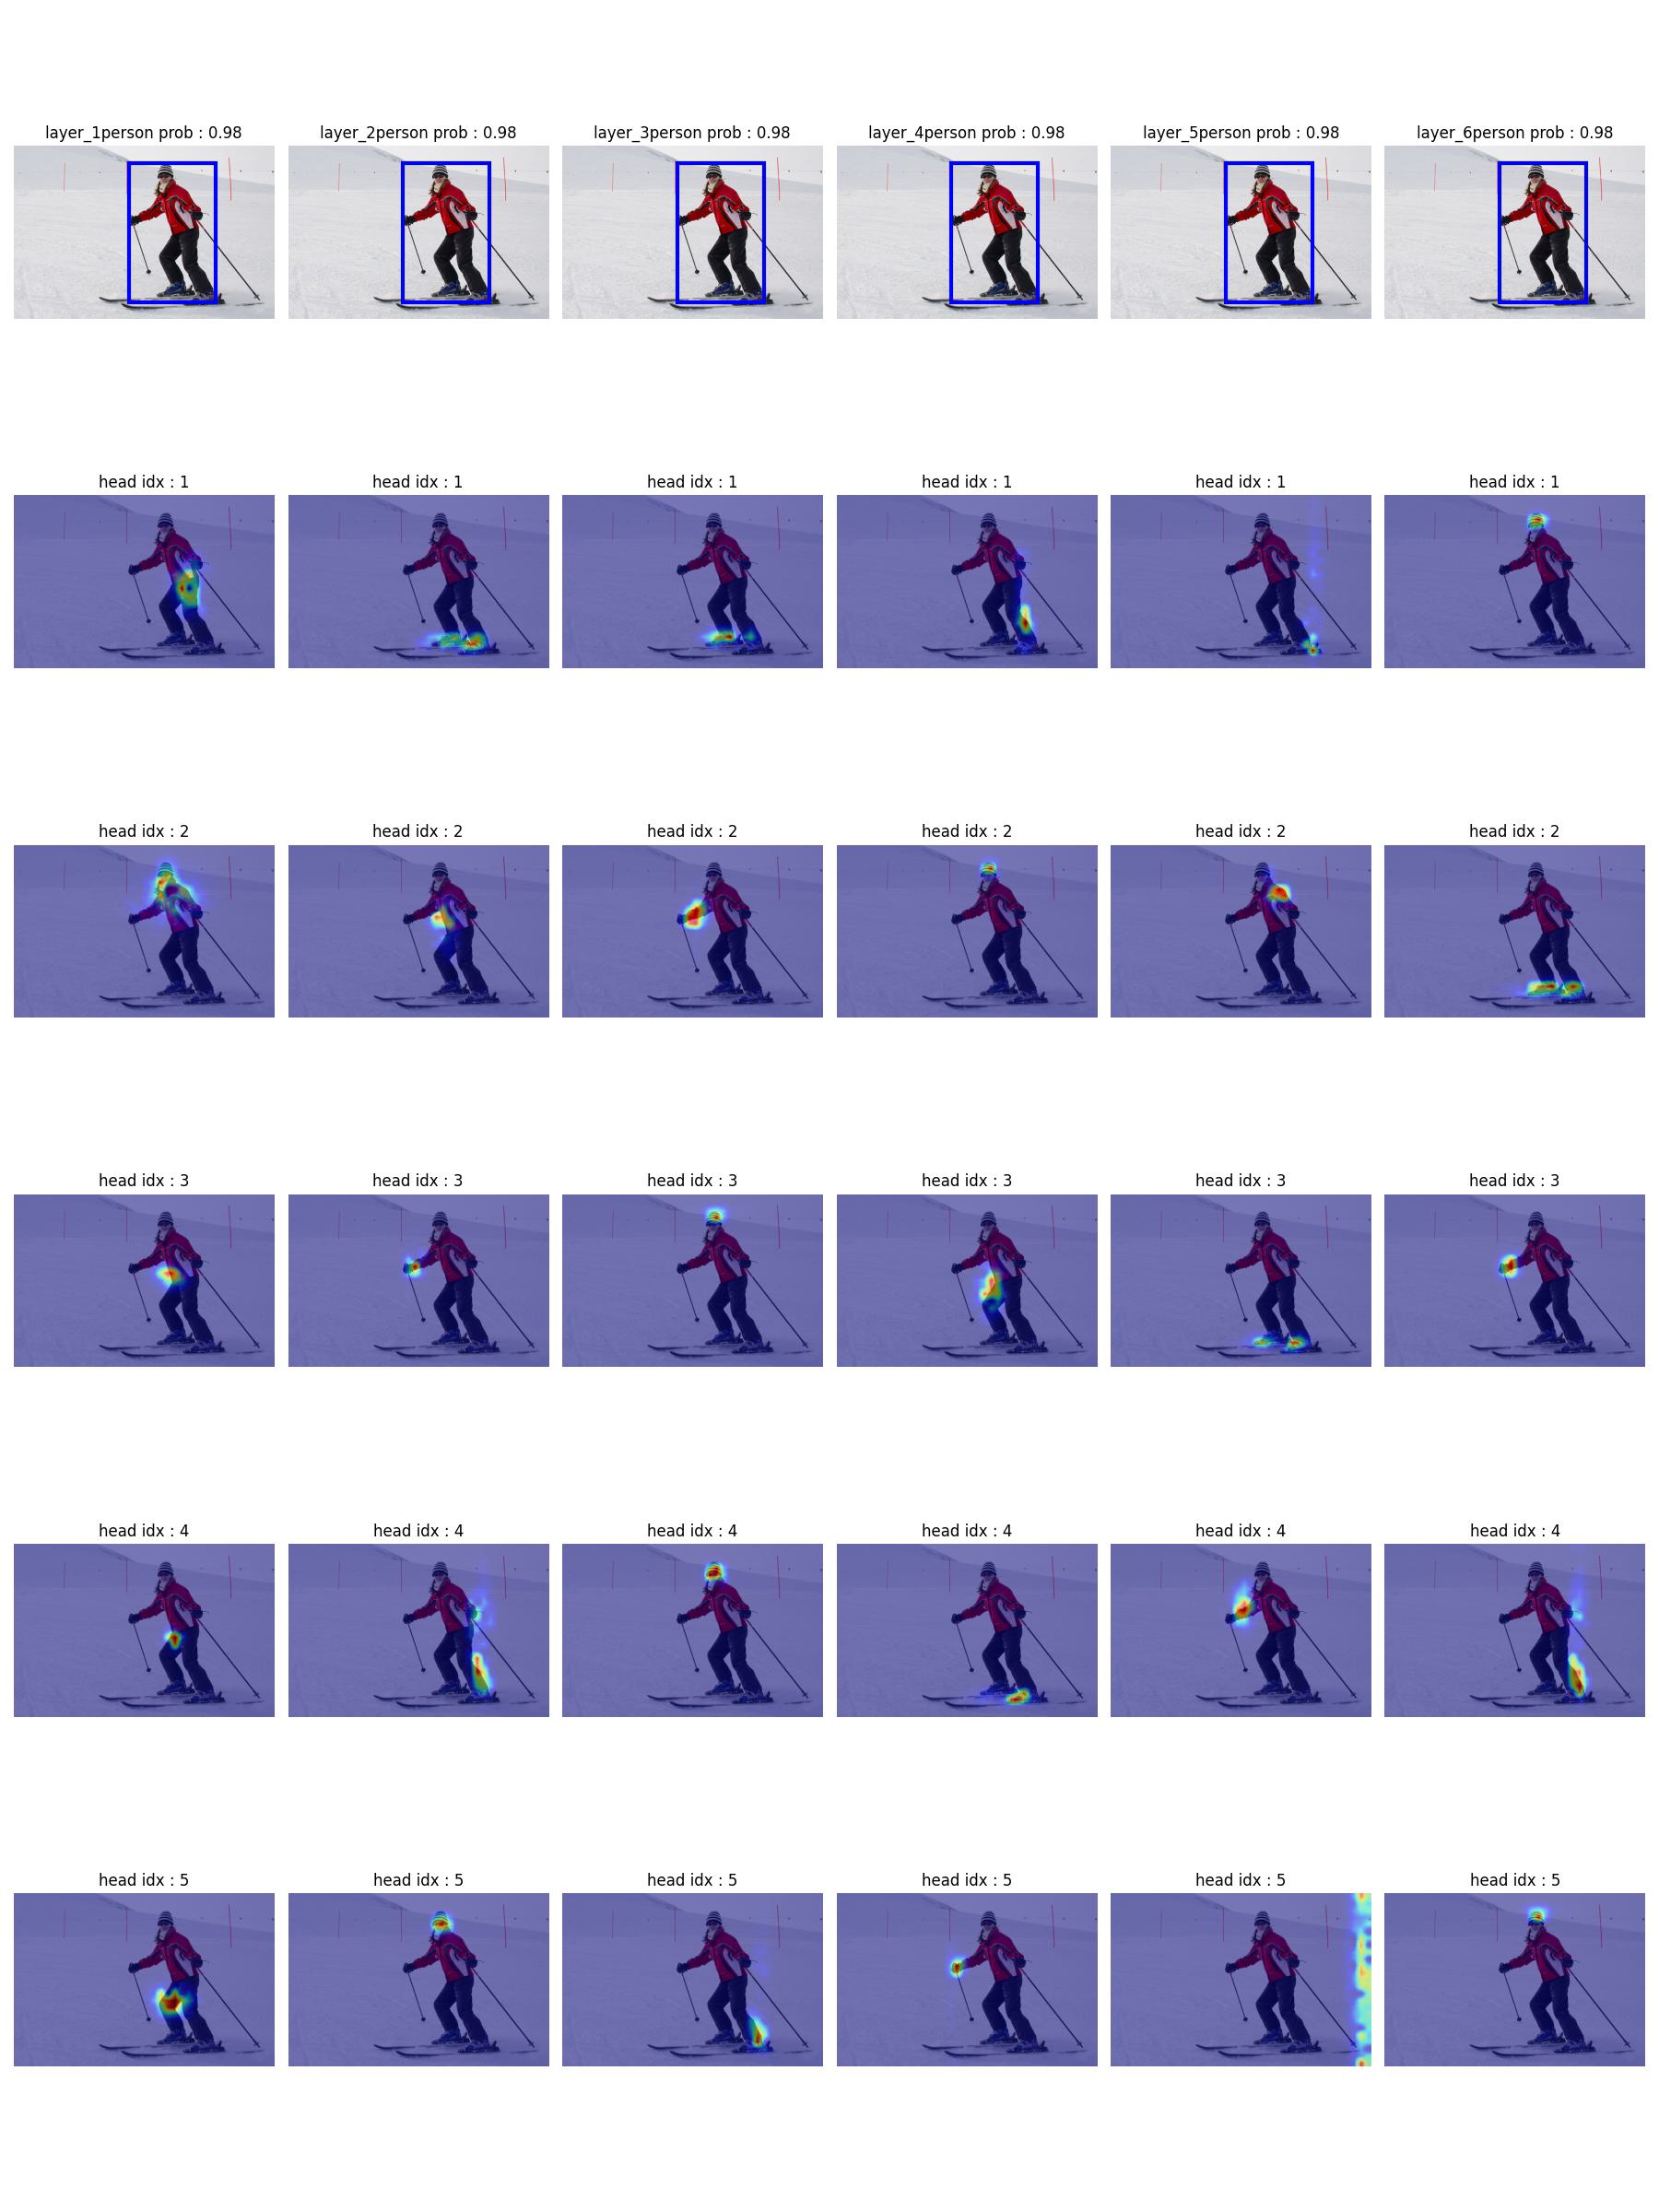 layer_1person prob : 0.98 layer_2person prob : 0.98 layer_3person prob : 0.98 layer_4person prob : 0.98 layer_5person prob : 0.98 layer_6person prob : 0.98
head idx : 1 head idx : 1 head idx : 1 head idx : 1 head idx : 1 head idx : 1
head idx : 2 head idx : 2 head idx : 2 head idx : 2 head idx : 2 head idx : 2
head idx : 3 head idx : 3 head idx : 3 head idx : 3 head idx : 3 head idx : 3
head idx : 4 head idx : 4 head idx : 4 head idx : 4 head idx : 4 head idx : 4
head idx : 5 head idx : 5 head idx : 5 head idx : 5 head idx : 5 head idx : 5